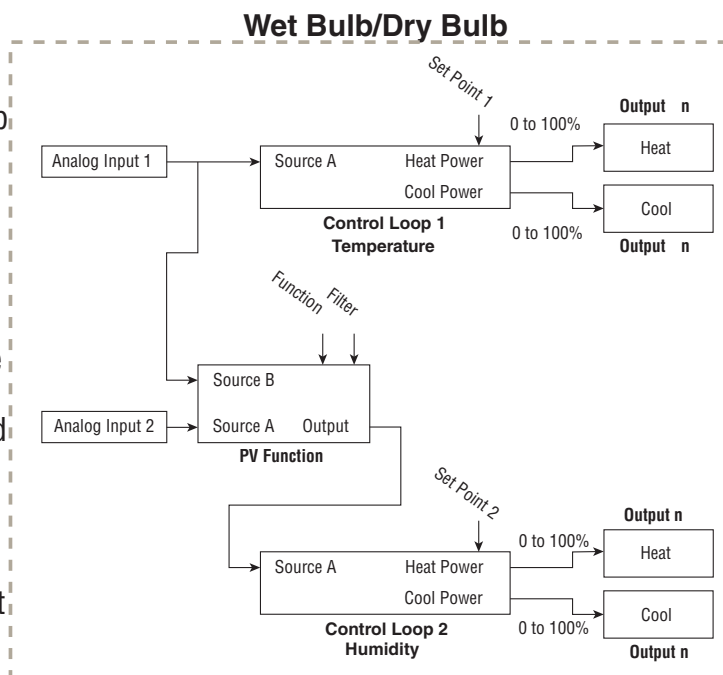 Wet Bulb/Dry Bulb
Set Point 1
Output n
0 to 100%
Heat
Analog Input 1
Source A Heat Power
Cool Power
Cool
Control Loop 1
Temperature
0 to 100%
Output n
Function
Filter
Source B
Analog Input 2
Source A Output
PV Function
Set Point 2
Output n
0 to 100%
Heat
Source A Heat Power
Cool Power
Cool
Control Loop 2
Humidity
0 to 100%
Output n